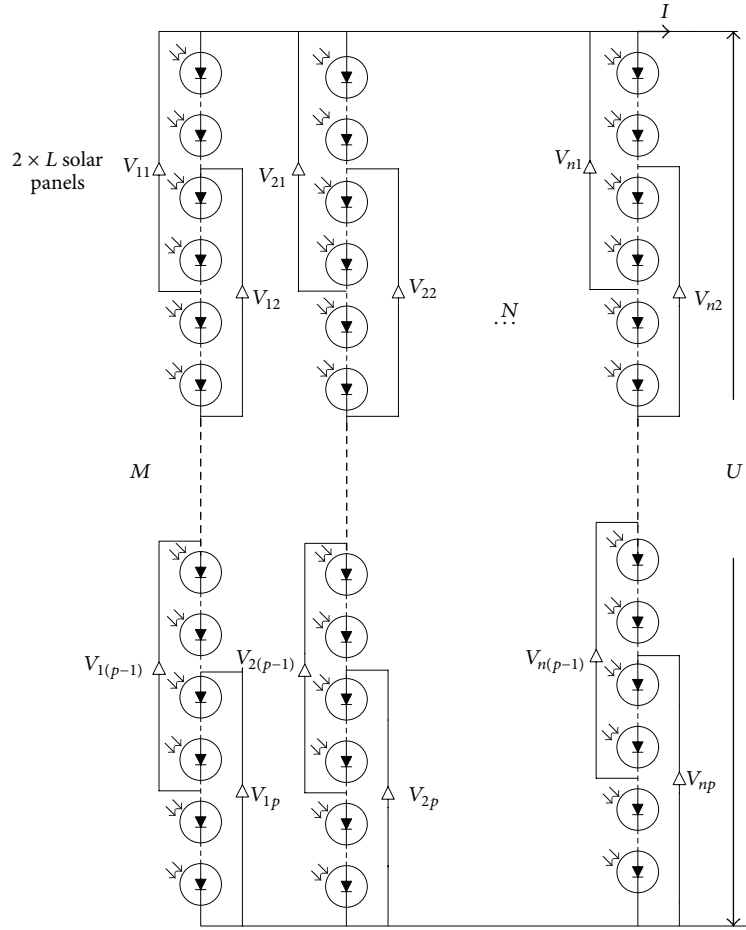 I
2 × L solar
panels
V11
V21
Vn1
V12
V22
N
...
Vn2
M
U
V1(p−1)
V2(p−1)
Vn(p−1)
V1p
V2p
Vnp